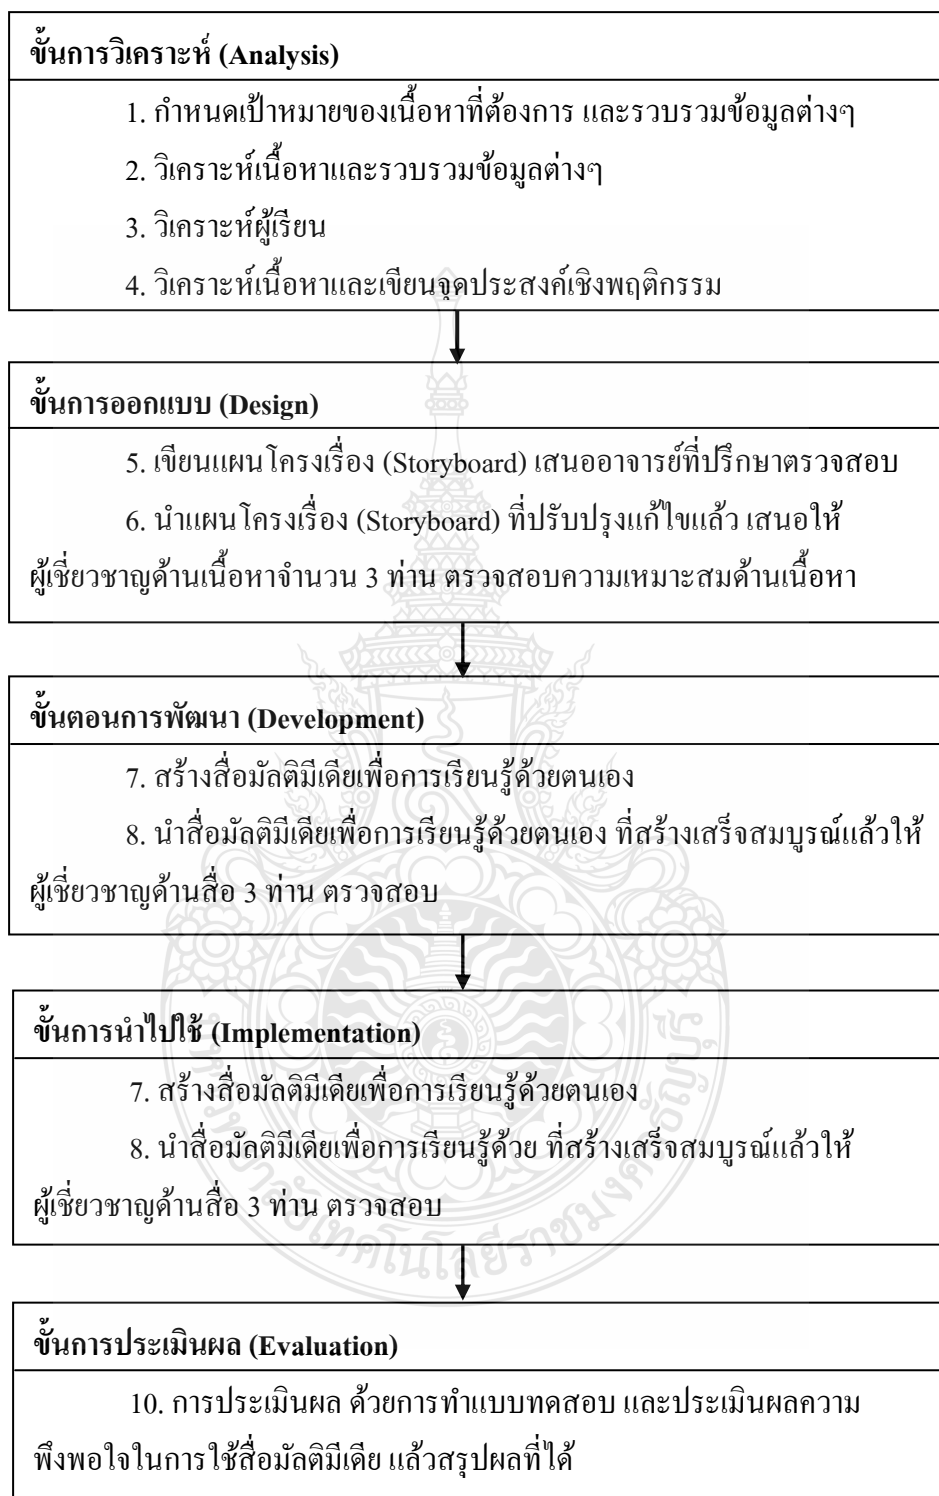 ขั้นการวิเคราะห์ (Analysis)
1. กำหนดเป้าหมายของเนื้อหาที่ต้องการ และรวบรวมข้อมูลต่างๆ
2. วิเคราะห์เนื้อหาและรวบรวมข้อมูลต่างๆ
3. วิเคราะห์ผู้เรียน
4. วิเคราะห์เนื้อหาและเขียนจุดประสงค์เชิงพฤติกรรม
ขั้นการออกแบบ (Design)
5. เขียนแผนโครงเรื่อง (Storyboard) เสนออาจารย์ที่ปรึกษาตรวจสอบ
6. นำแผนโครงเรื่อง (Storyboard) ที่ปรับปรุงแก้ไขแล้ว เสนอให้
ผู้เชี่ยวชาญด้านเนื้อหาจำนวน 3 ท่าน ตรวจสอบความเหมาะสมด้านเนื้อหา
ขั้นตอนการพัฒนา (Development)
7. สร้างสื่อมัลติมีเดียเพื่อการเรียนรู้ด้วยตนเอง
8. นำสื่อมัลติมีเดียเพื่อการเรียนรู้ด้วยตนเอง ที่สร้างเสร็จสมบูรณ์แล้วให้
ผู้เชี่ยวชาญด้านสื่อ 3 ท่าน ตรวจสอบ
ขั้นการนำไปใช้ (Implementation)
7. สร้างสื่อมัลติมีเดียเพื่อการเรียนรู้ด้วยตนเอง
8. นำสื่อมัลติมีเดียเพื่อการเรียนรู้ด้วย ที่สร้างเสร็จสมบูรณ์แล้วให้
ผู้เชี่ยวชาญด้านสื่อ 3 ท่าน ตรวจสอบ
ขั้นการประเมินผล (Evaluation)
10. การประเมินผล ด้วยการทำแบบทดสอบ และประเมินผลความ
พึงพอใจในการใช้สื่อมัลติมีเดีย แล้วสรุปผลที่ได้
มหาวิทยาลัยเทคโนโลยีราชมงคลธัญบุรี